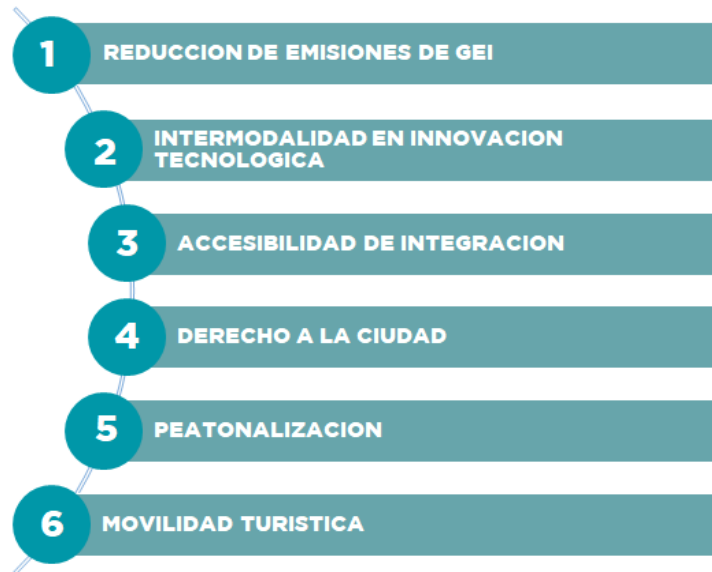 1 REDUCCION DE EMISIONES DE GEI
2 INTERMODALIDAD EN INNOVACION
TECNOLOGICA
3 ACCESIBILIDAD DE INTEGRACION
4 DERECHO A LA CIUDAD
5 PEATONALIZACION
6 MOVILIDAD TURISTICA